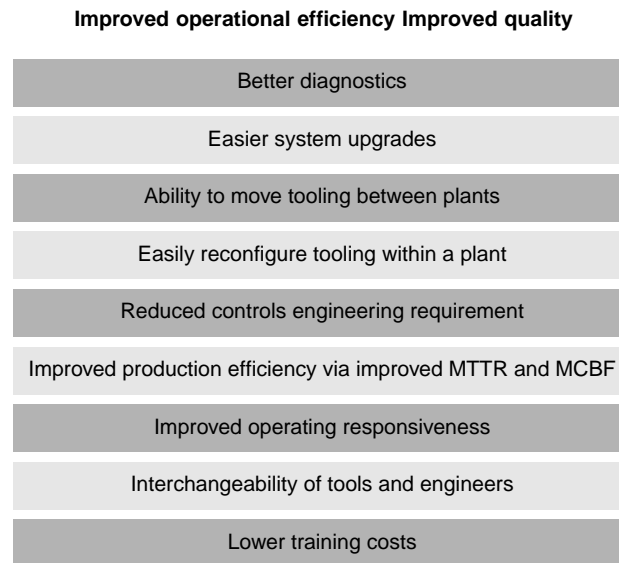 Improved operational efficiency Improved quality
Better diagnostics
Easier system upgrades
Ability to move tooling between plants
Easily reconfigure tooling within a plant
Reduced controls engineering requirement
Improved production efficiency via improved MTTR and MCBF
Improved operating responsiveness
Interchangeability of tools and engineers
Lower training costs